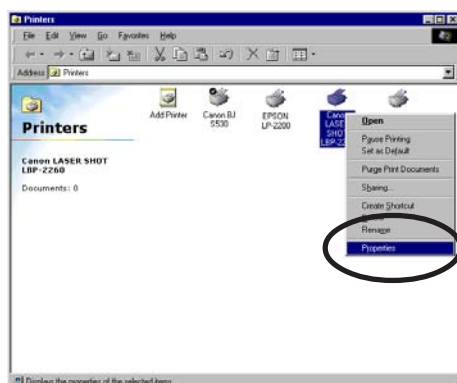 Printers
File Edit View Go Favorites Help
Address Printers
Printers
Canon LASER SHOT
LBP-2260
Documents: 0
Add Printer
Canon BJ
S530
EPSON
LP-2200
Open
Pause Printing
Set as Default
Purge Print Documents
Sharing...
Create Shortcut
Rename
Properties
Displays the properties of the selected items.